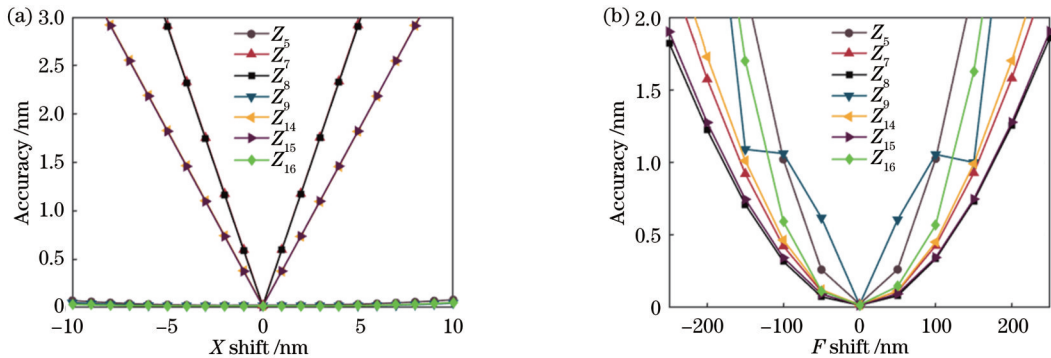 (a)
Accuracy /nm
3.0
2.5
2.0
1.5
1.0
0.5
0
-10
-5
0
5
10
X shift /nm
Z5
Z7
Z8
Z9
Z14
Z15
Z16
(b)
Accuracy /nm
2.0
1.5
1.0
0.5
0
-200
-100
0
100
200
F shift /nm
Z5
Z7
Z8
Z9
Z14
Z15
Z16